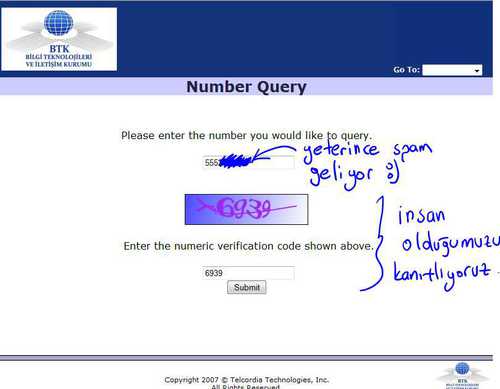 BTK
BİLGİ TEKNOLOJİLERİ
VE İLETİŞİM KURUMU
Go To:
Number Query
Please enter the number you would like to query.
555
yeterince spam
geliyor :)
6939
insan
olduğumuzu
kanıtlıyoruz.
Enter the numeric verification code shown above.
6939
Submit
Copyright 2007 © Telcordia Technologies, Inc.
All Rights Reserved
BTK